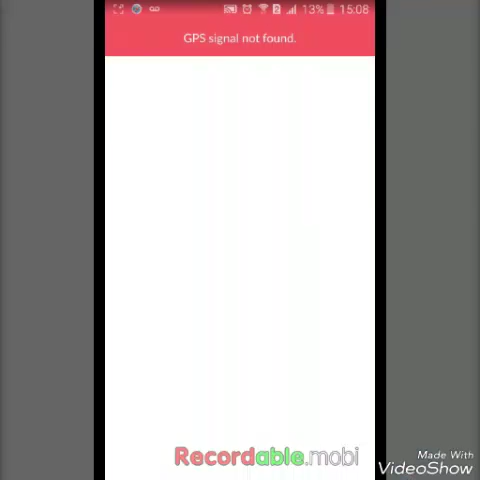 13% 15:08
GPS signal not found.
Recordable.mobi
Made With
VideoShow